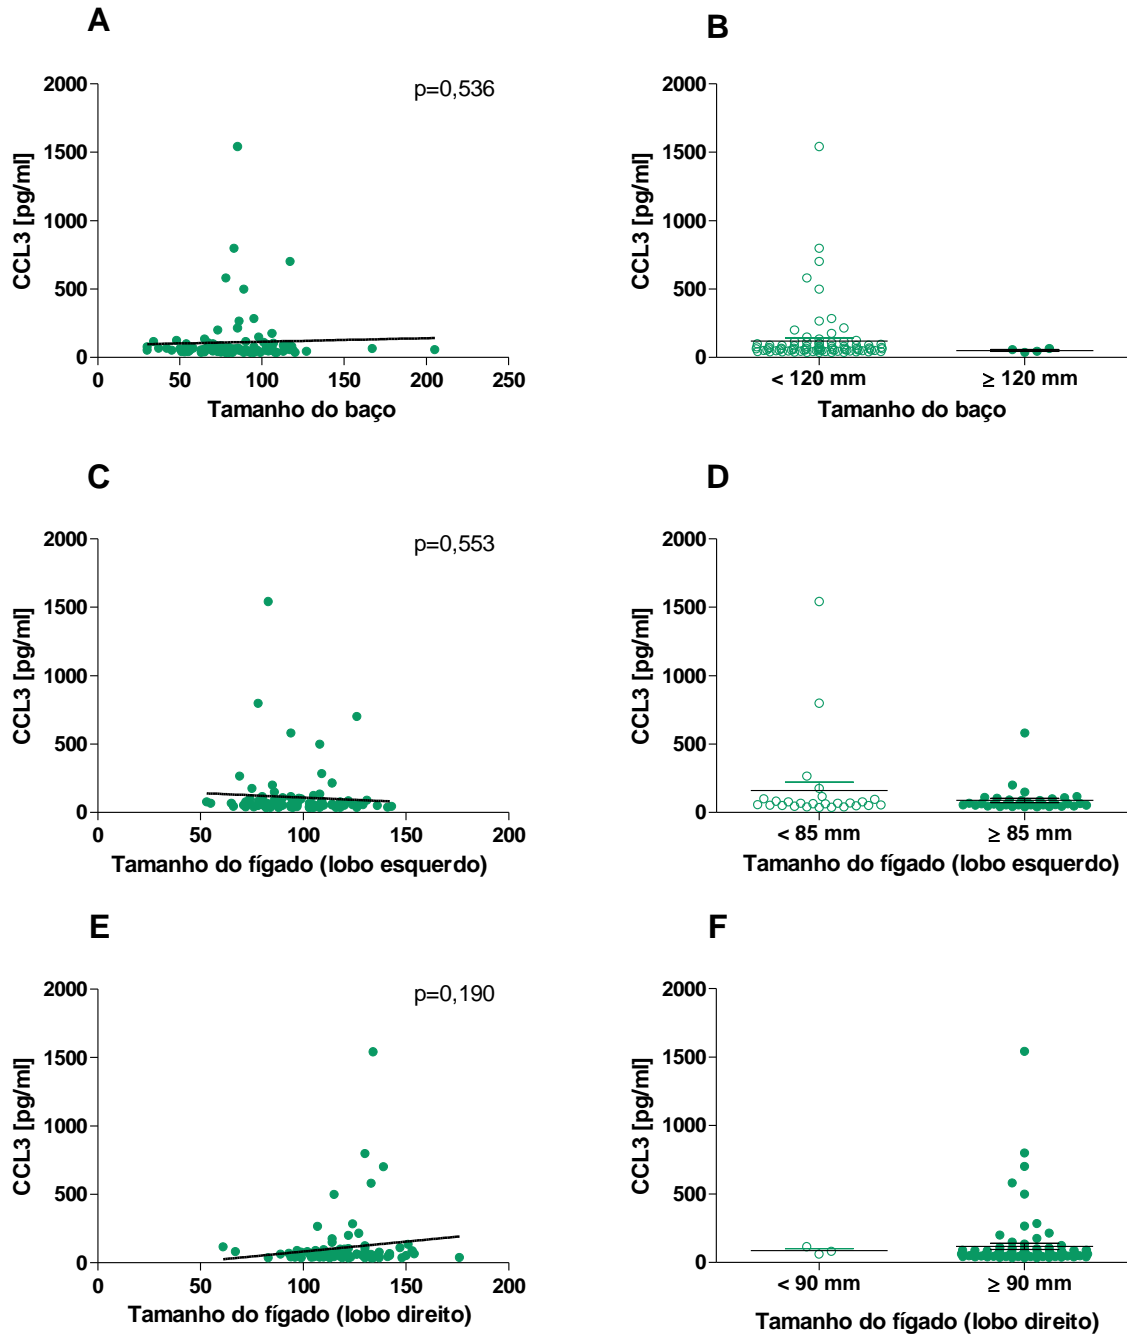 A
B
p=0,536
CCL3 [pg/ml]
2000
1500
1000
500
0
0 50 100 150 200 250
Tamanho do baço
CCL3 [pg/ml]
2000
1500
1000
500
0
< 120 mm ≥ 120 mm
Tamanho do baço
C
D
p=0,553
CCL3 [pg/ml]
2000
1500
1000
500
0
0 50 100 150 200
Tamanho do fígado (lobo esquerdo)
CCL3 [pg/ml]
2000
1500
1000
500
0
< 85 mm ≥ 85 mm
Tamanho do fígado (lobo esquerdo)
E
F
p=0,190
CCL3 [pg/ml]
2000
1500
1000
500
0
0 50 100 150 200
Tamanho do fígado (lobo direito)
CCL3 [pg/ml]
2000
1500
1000
500
0
< 90 mm ≥ 90 mm
Tamanho do fígado (lobo direito)